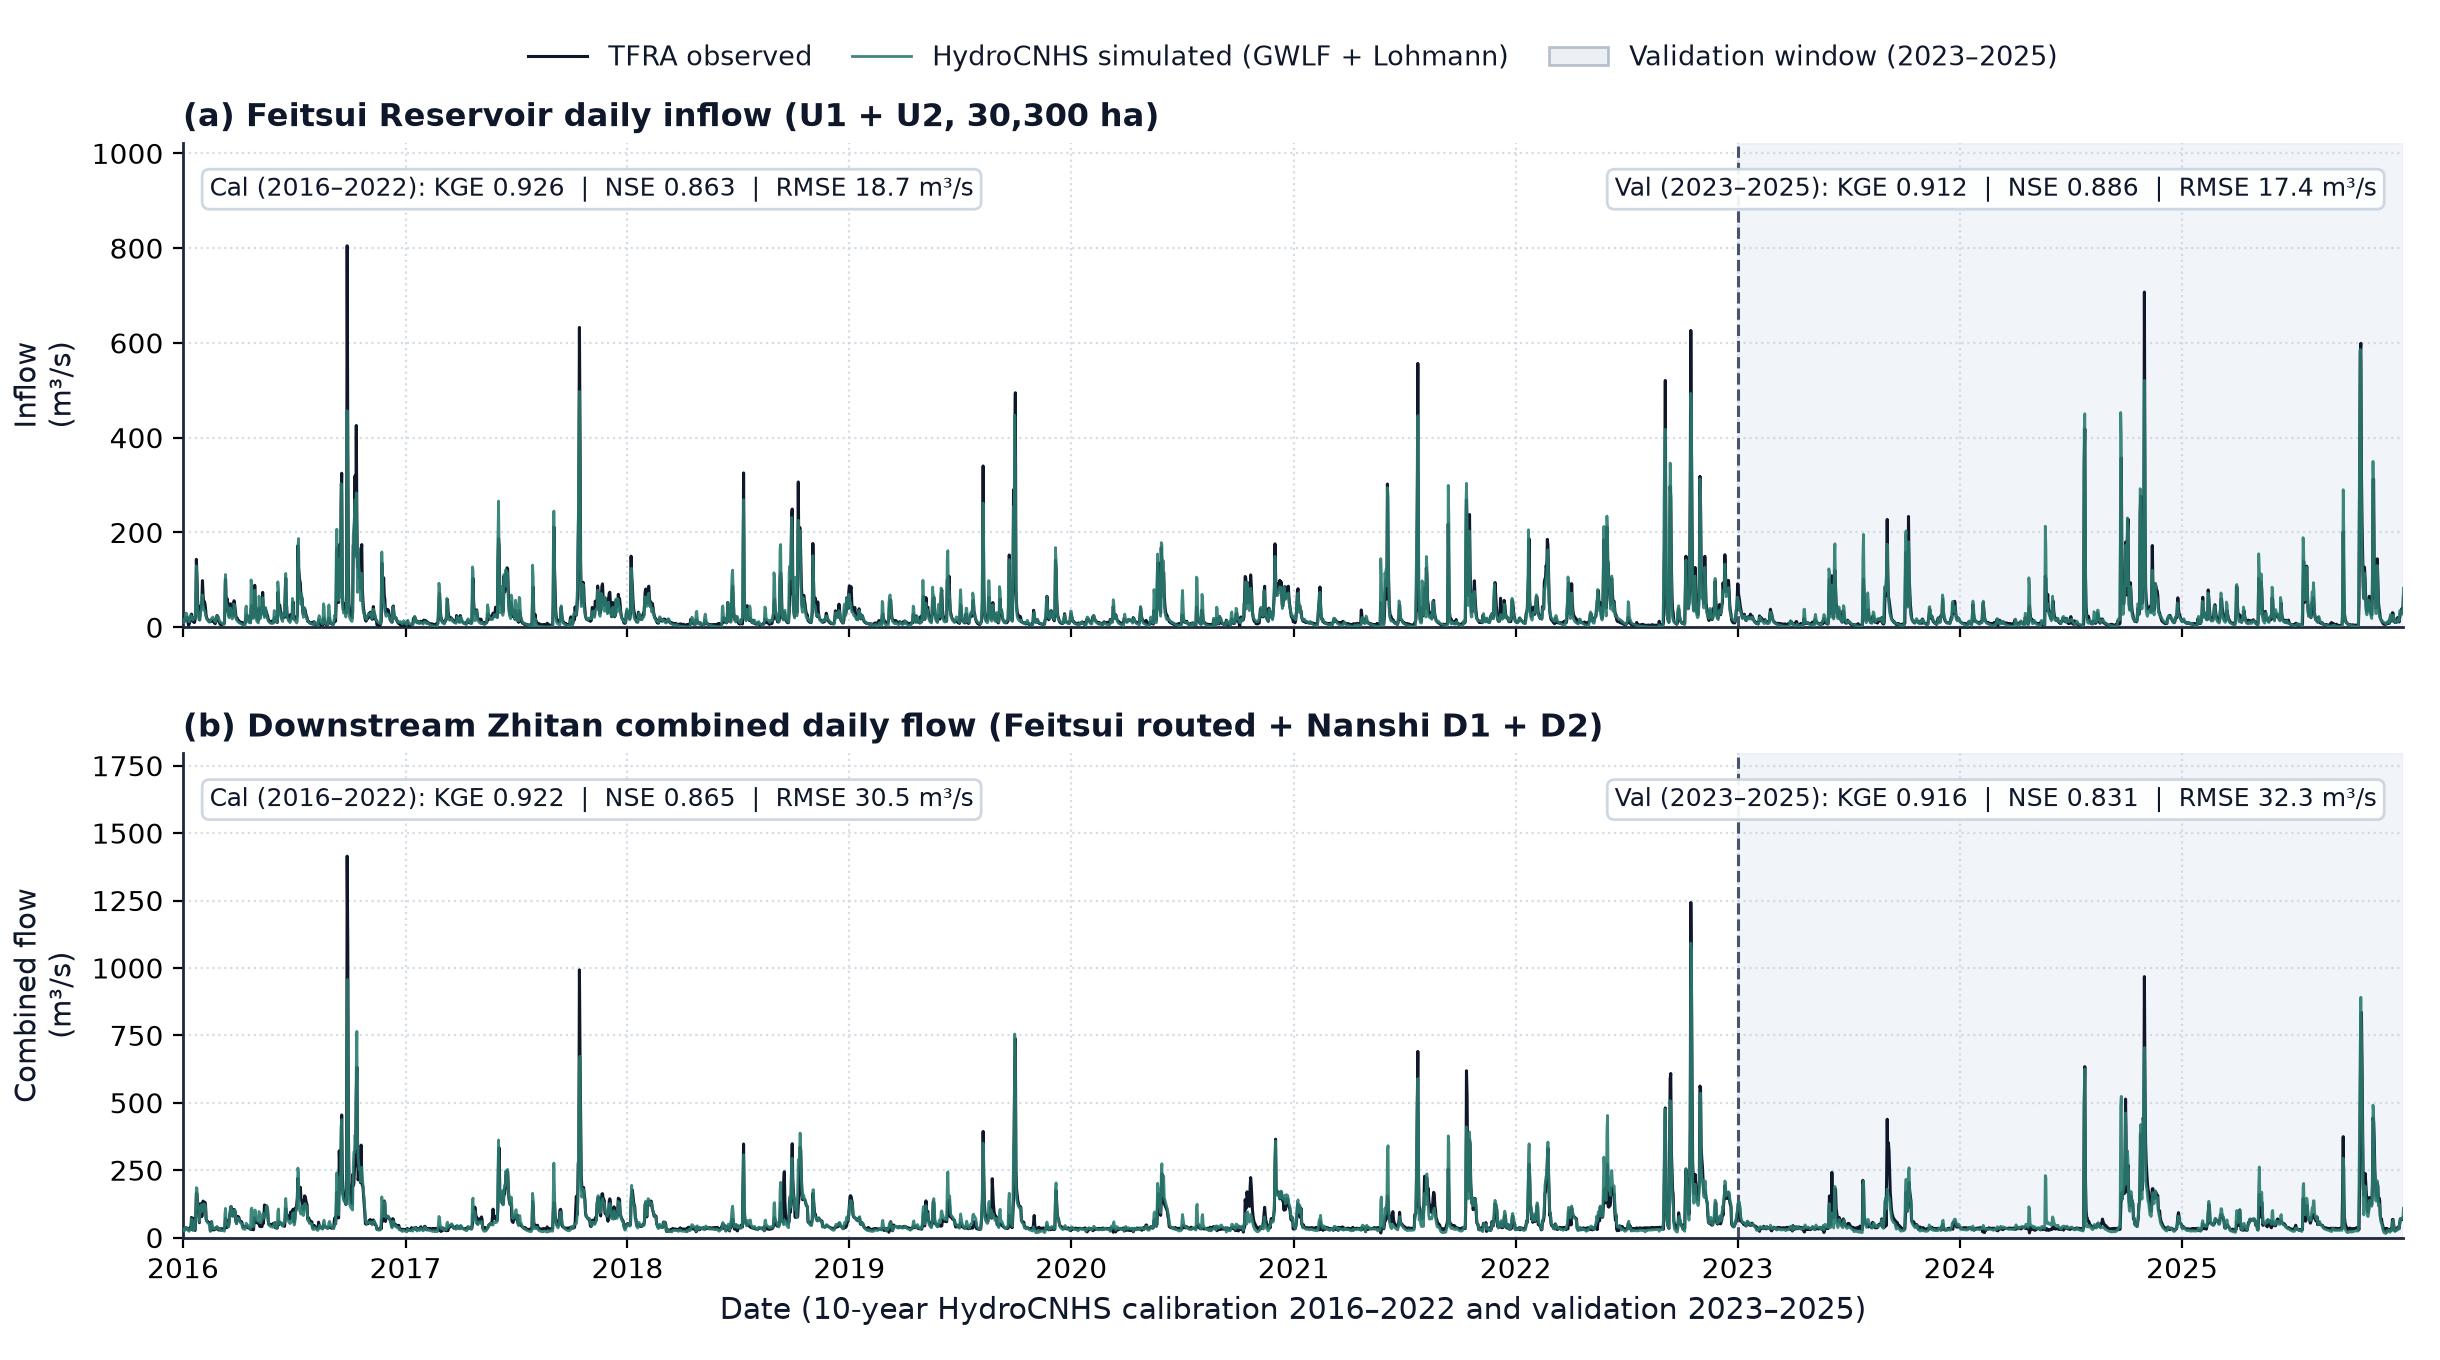 TFRA observed
HydroCNHS simulated (GWLF + Lohmann)
Validation window (2023–2025)
(a) Feitsui Reservoir daily inflow (U1 + U2, 30,300 ha)
Cal (2016–2022): KGE 0.926 | NSE 0.863 | RMSE 18.7 m³/s
Val (2023–2025): KGE 0.912 | NSE 0.886 | RMSE 17.4 m³/s
Inflow
(m³/s)
1000
800
600
400
200
0
(b) Downstream Zhitan combined daily flow (Feitsui routed + Nanshi D1 + D2)
Cal (2016–2022): KGE 0.922 | NSE 0.865 | RMSE 30.5 m³/s
Val (2023–2025): KGE 0.916 | NSE 0.831 | RMSE 32.3 m³/s
Combined flow
(m³/s)
1750
1500
1250
1000
750
500
250
0
2016 2017 2018 2019 2020 2021 2022 2023 2024 2025
Date (10-year HydroCNHS calibration 2016–2022 and validation 2023–2025)